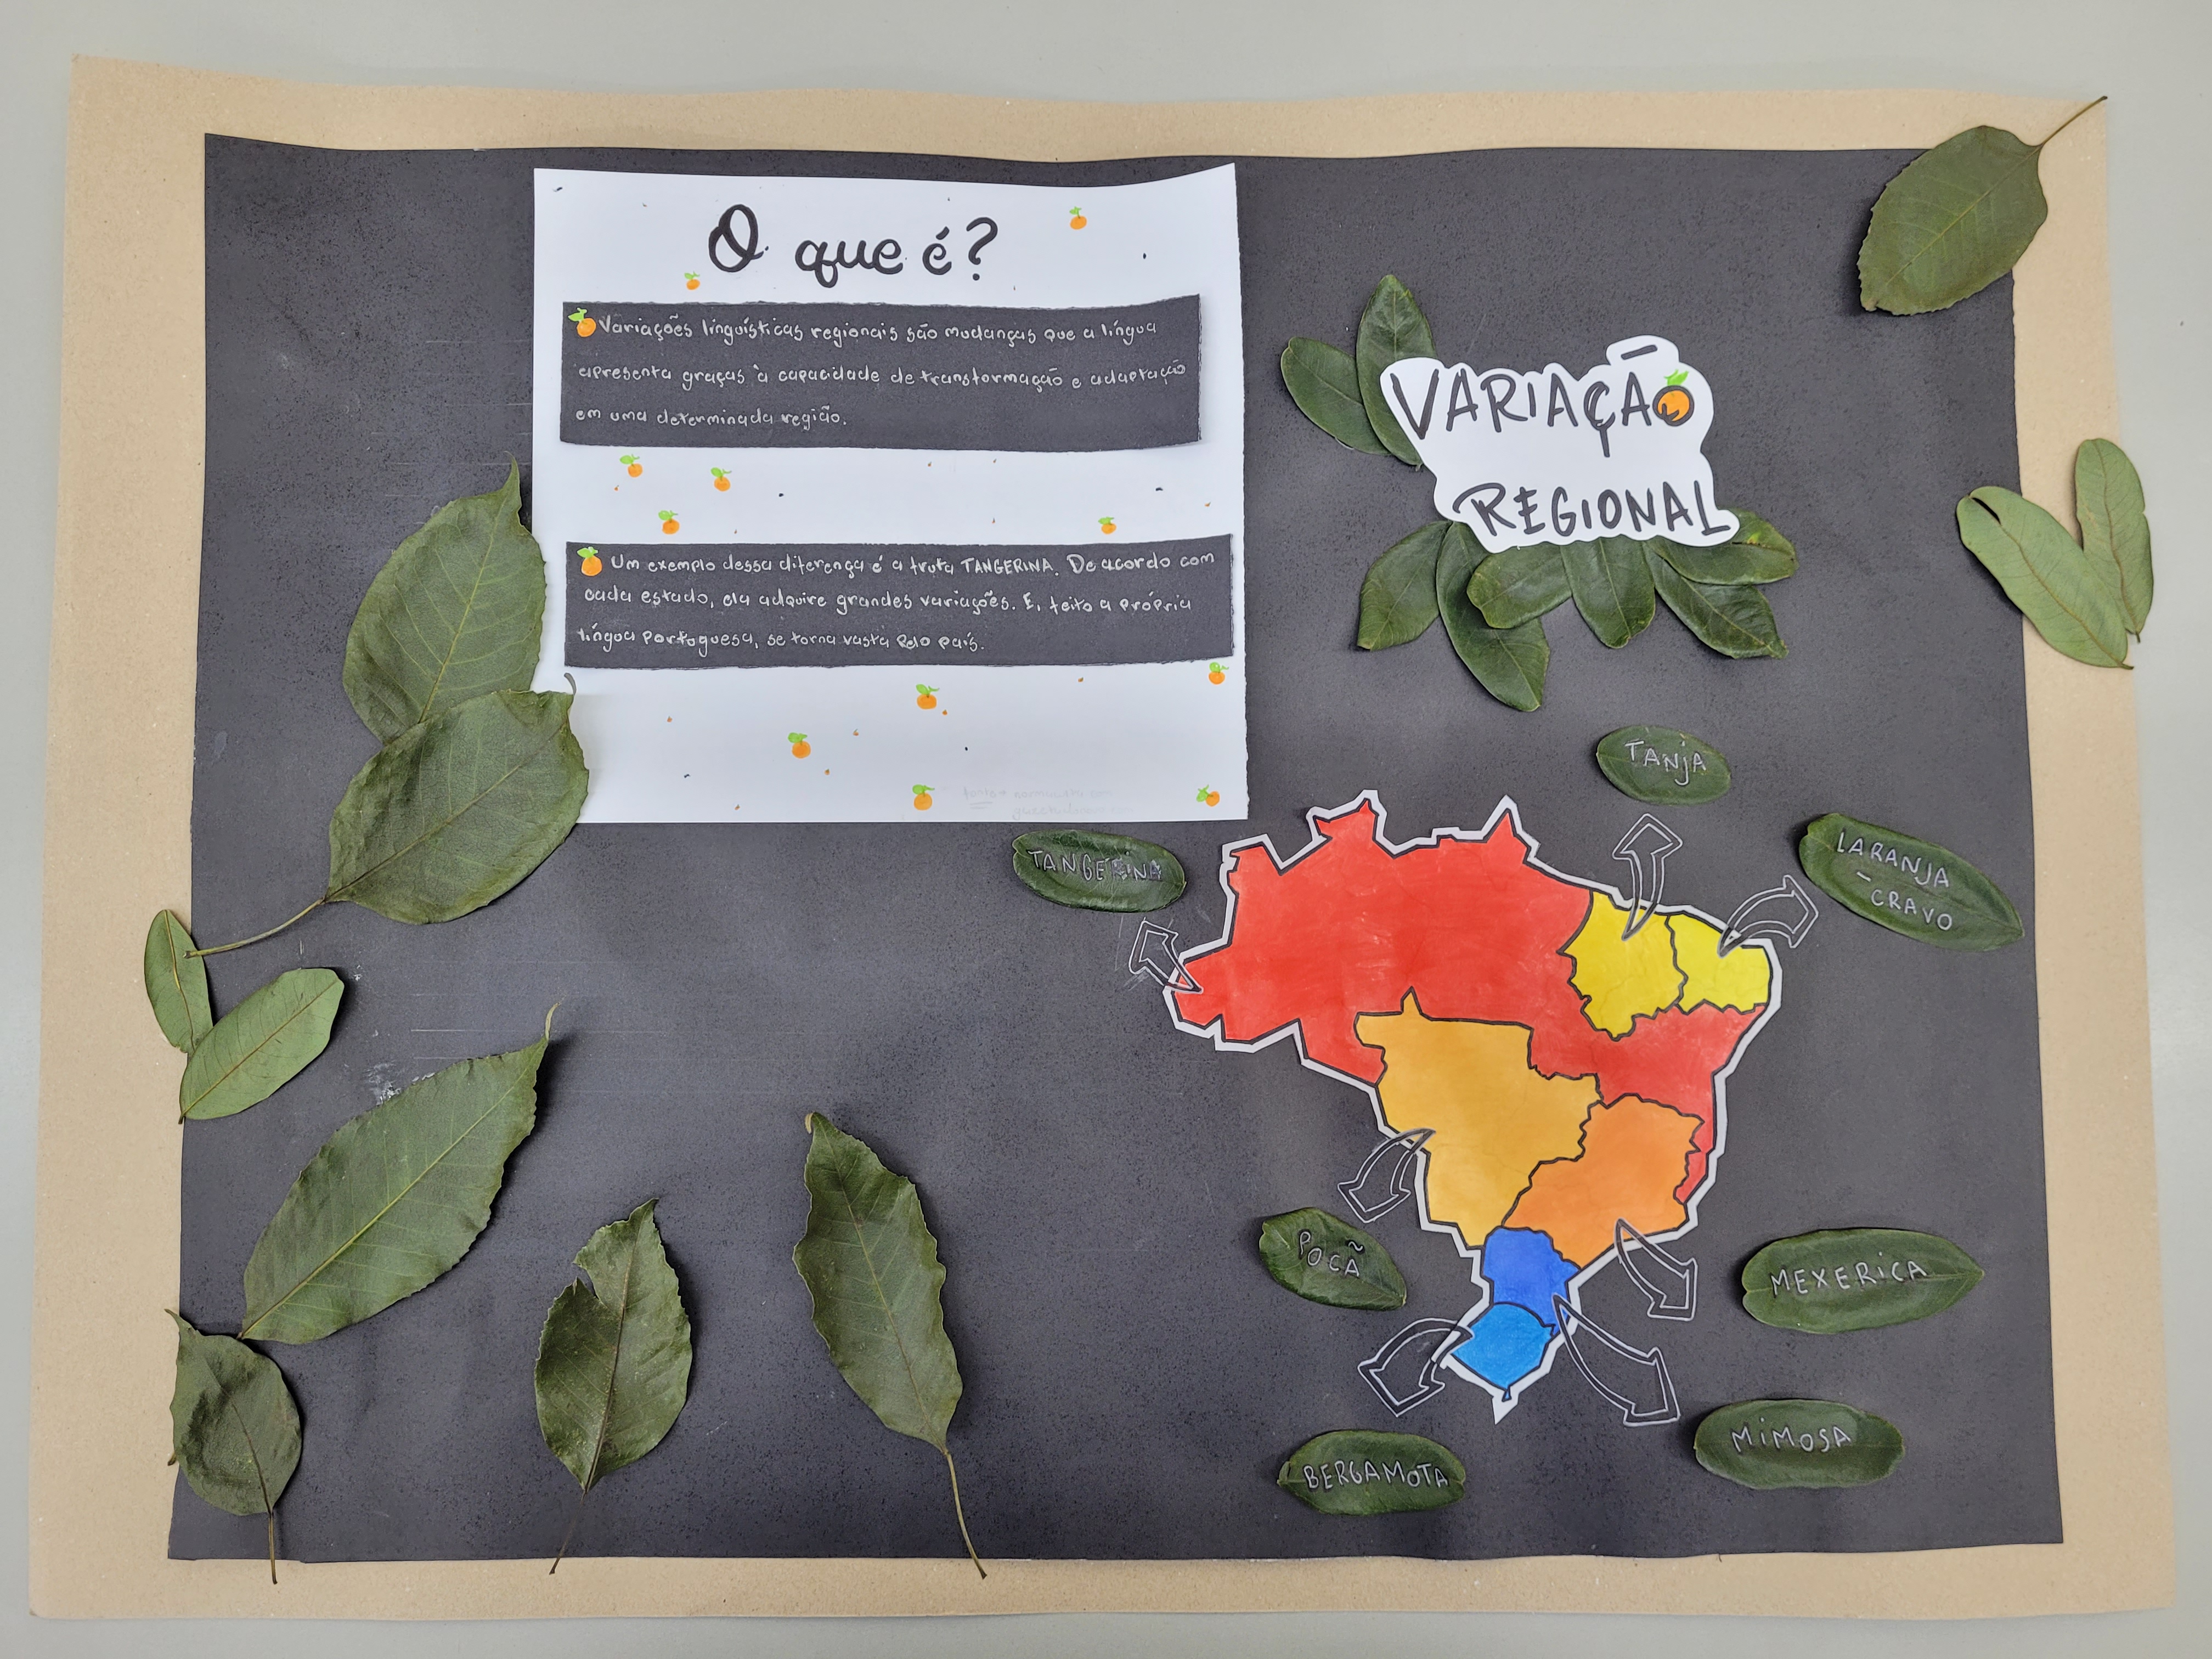 O que é?
Variações linguísticas regionais são mudanças que a língua
apresenta graças à capacidade de transformação e adaptação
em uma determinada região.
Um exemplo dessa diferença é a fruta TANGERINA. De acordo com
cada estado, ela adquire grandes variações. E, feito a própria
língua portuguesa, se torna vasta pelo país.
VARIAÇÃO
REGIONAL
TANJA
TANGERINA
LARANJA
-CRAVO
POCÃ
MEXERICA
MIMOSA
BERGAMOTA